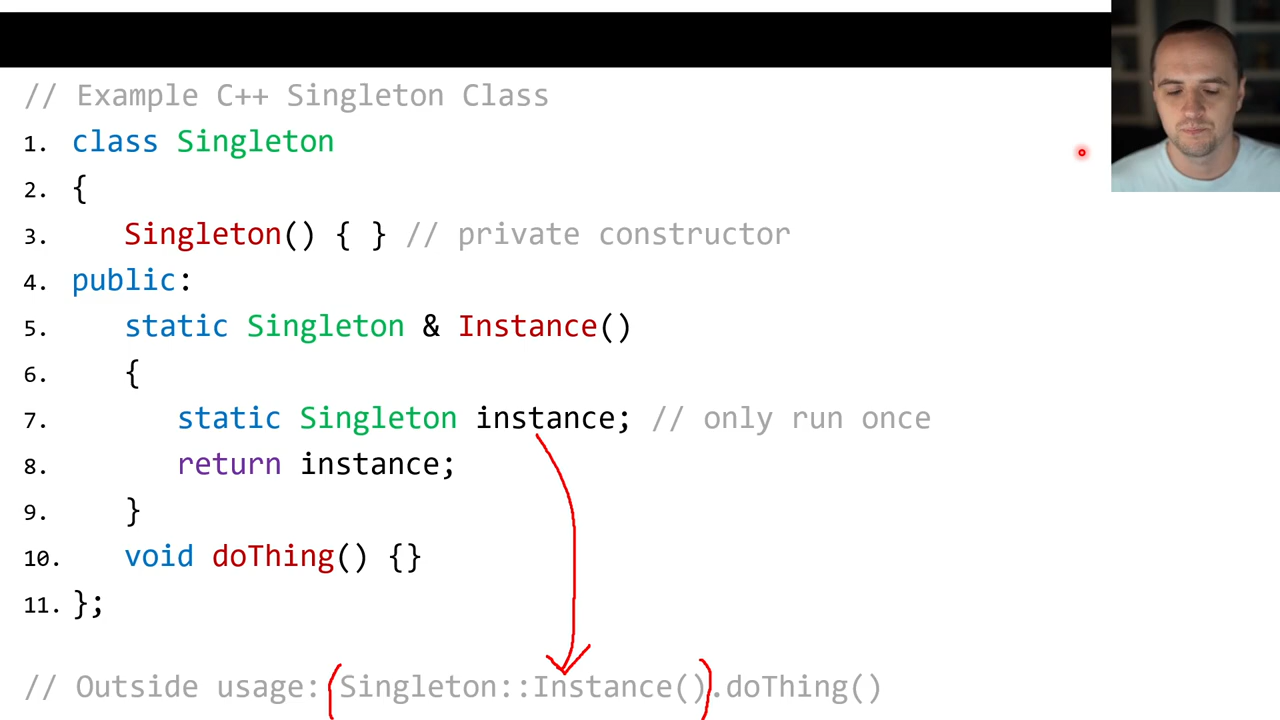 // Example C++ Singleton Class
1. class Singleton
2. {
3. Singleton() { } // private constructor
4. public:
5. static Singleton & Instance()
6. {
7. static Singleton instance; // only run once
8. return instance;
9. }
10. void doThing() {}
11. };
// Outside usage: Singleton::Instance().doThing()